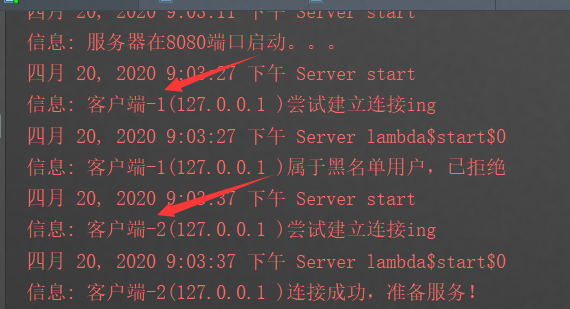 四月 20, 2020 9:03:11 下午 Server start
信息: 服务器在8080端口启动。。。
四月 20, 2020 9:03:27 下午 Server start
信息: 客户端-1(127.0.0.1 )尝试建立连接ing
四月 20, 2020 9:03:27 下午 Server lambda$start$0
信息: 客户端-1(127.0.0.1 )属于黑名单用户，已拒绝
四月 20, 2020 9:03:37 下午 Server start
信息: 客户端-2(127.0.0.1 )尝试建立连接ing
四月 20, 2020 9:03:37 下午 Server lambda$start$0
信息: 客户端-2(127.0.0.1 )连接成功，准备服务！